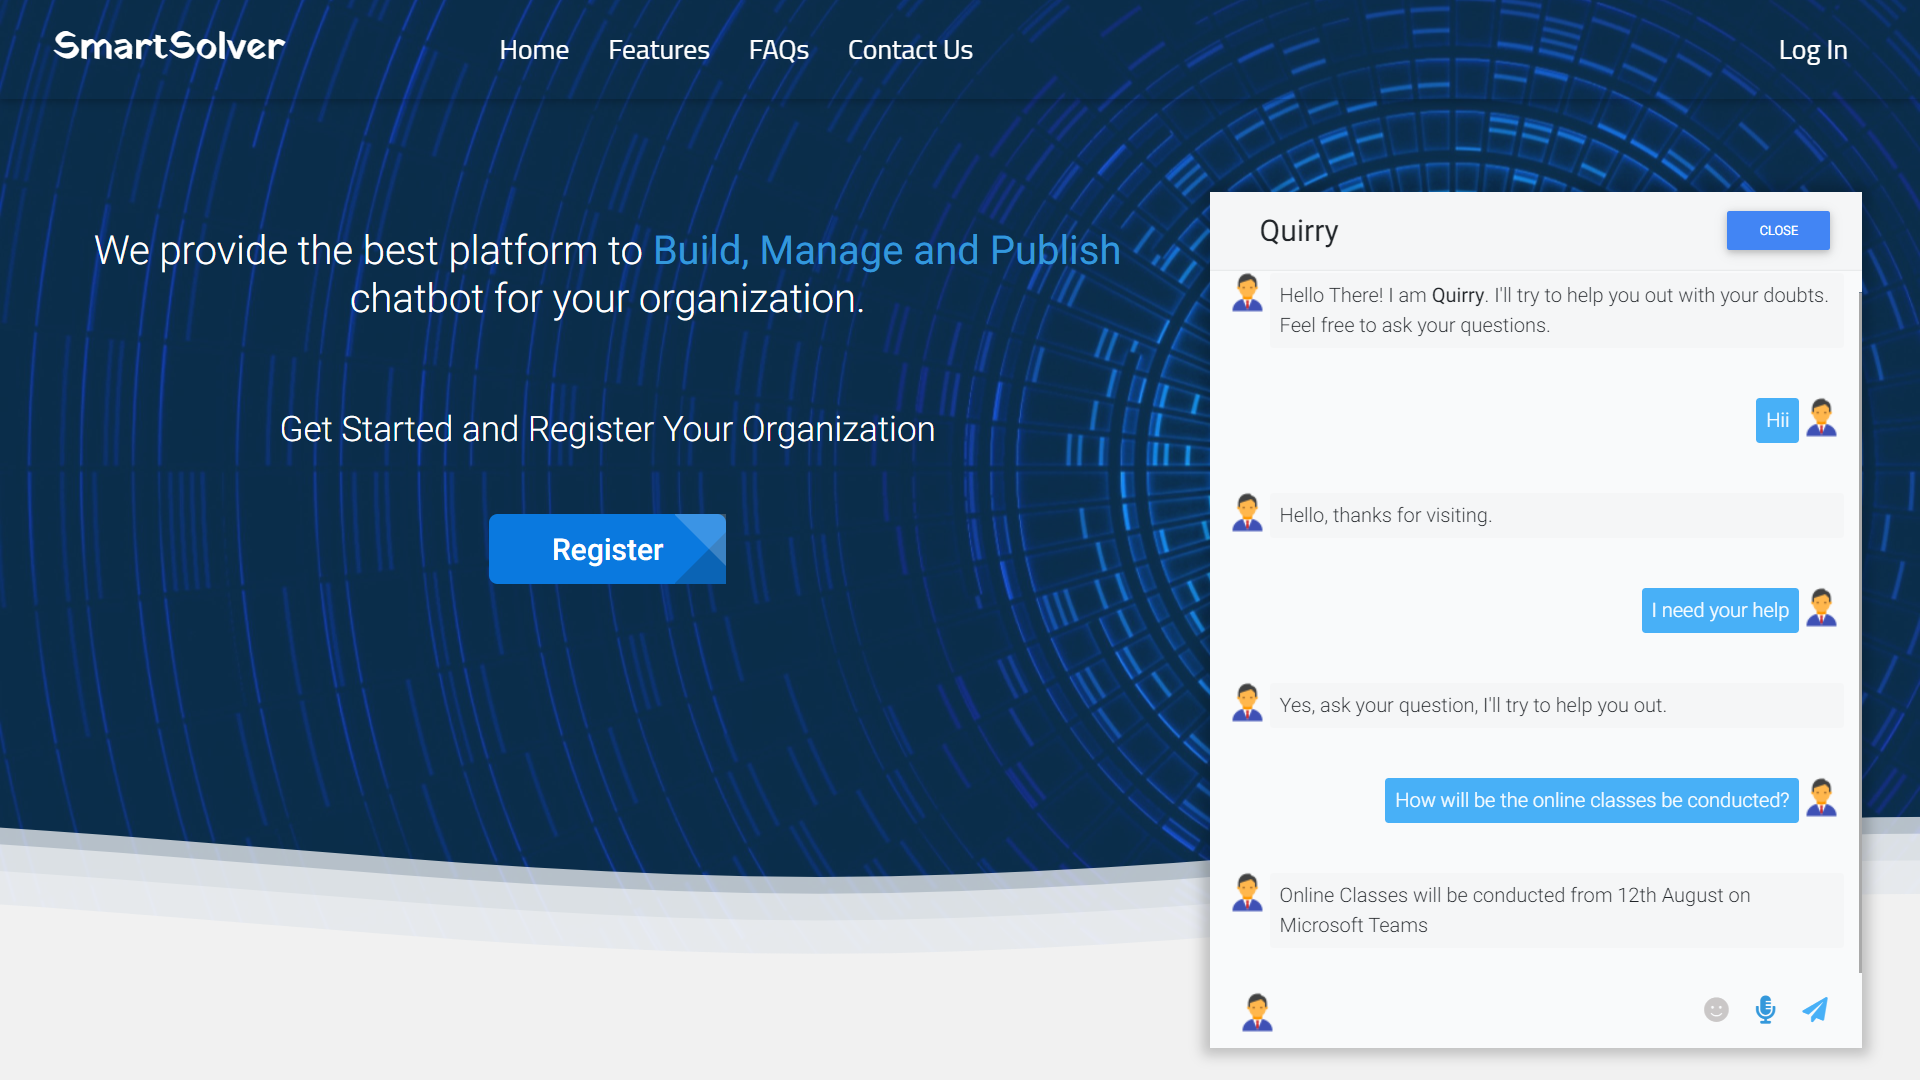 SmartSolver
Home
Features
FAQs
Contact Us
Log In
We provide the best platform to Build, Manage and Publish
chatbot for your organization.
Get Started and Register Your Organization
Register
Quirry
CLOSE
Hello There! I am Quirry. I'll try to help you out with your doubts.
Feel free to ask your questions.
Hii
Hello, thanks for visiting.
I need your help
Yes, ask your question, I'll try to help you out.
How will be the online classes be conducted?
Online Classes will be conducted from 12th August on
Microsoft Teams